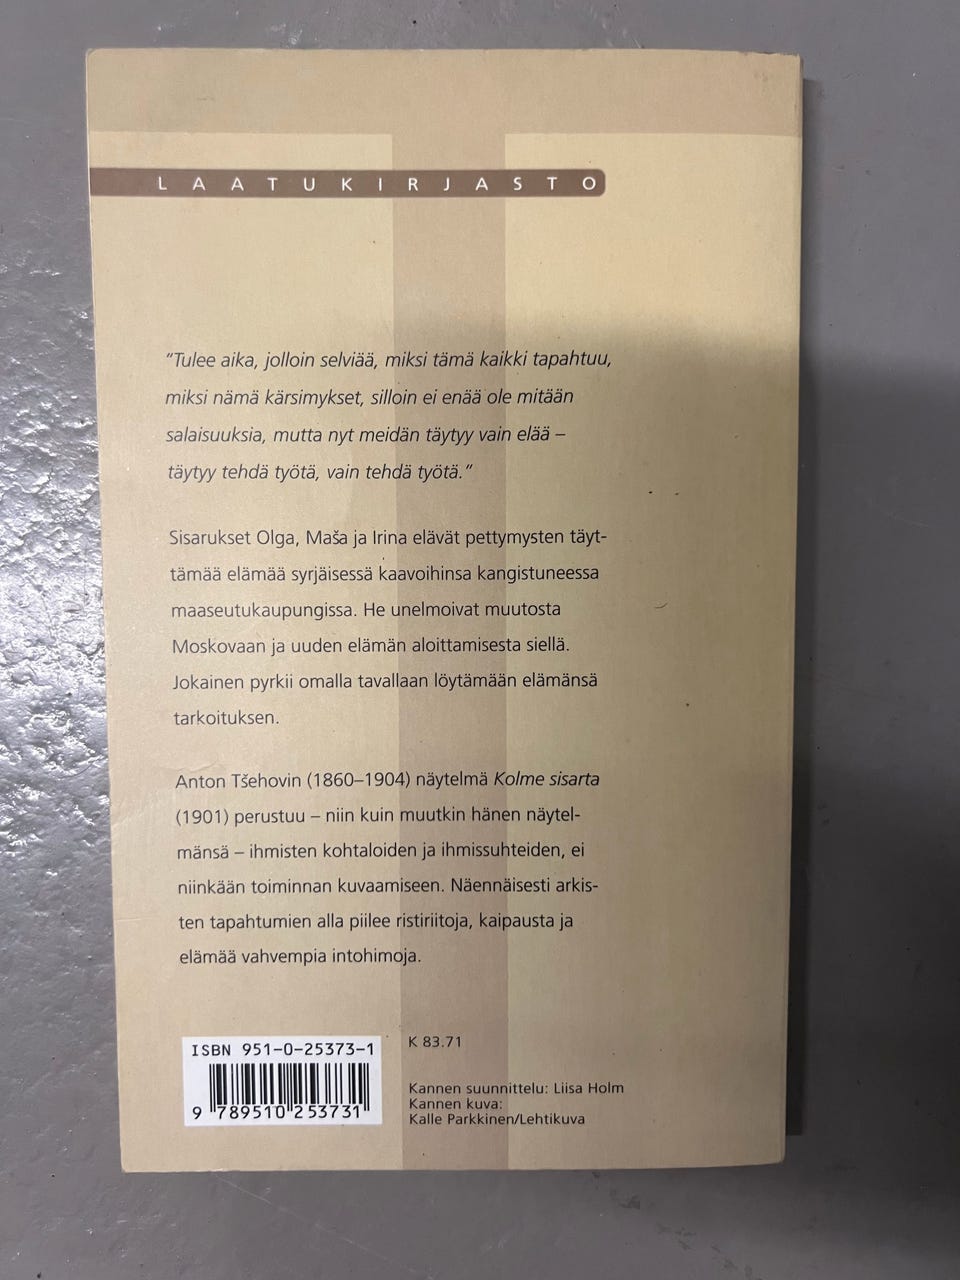 LAATUKIRJASTO
"Tulee aika, jolloin selviää, miksi tämä kaikki tapahtuu,
miksi nämä kärsimykset, silloin ei enää ole mitään
salaisuuksia, mutta nyt meidän täytyy vain elää –
täytyy tehdä työtä, vain tehdä työtä."
Sisarukset Olga, Maša ja Irina elävät pettymysten täyt-
tämää elämää syrjäisessä kaavoihinsa kangistuneessa
maaseutukaupungissa. He unelmoivat muutosta
Moskovaan ja uuden elämän aloittamisesta siellä.
Jokainen pyrkii omalla tavallaan löytämään elämänsä
tarkoituksen.
Anton Tšehovin (1860–1904) näytelmä Kolme sisarta
(1901) perustuu – niin kuin muutkin hänen näytel-
mänsä – ihmisten kohtaloiden ja ihmissuhteiden, ei
niinkään toiminnan kuvaamiseen. Näennäisesti arkis-
ten tapahtumien alla piilee ristiriitoja, kaipausta ja
elämää vahvempia intohimoja.
ISBN 951-0-25373-1
9 789510 253731
K 83.71
Kannen suunnittelu: Liisa Holm
Kannen kuva:
Kalle Parkkinen/Lehtikuva